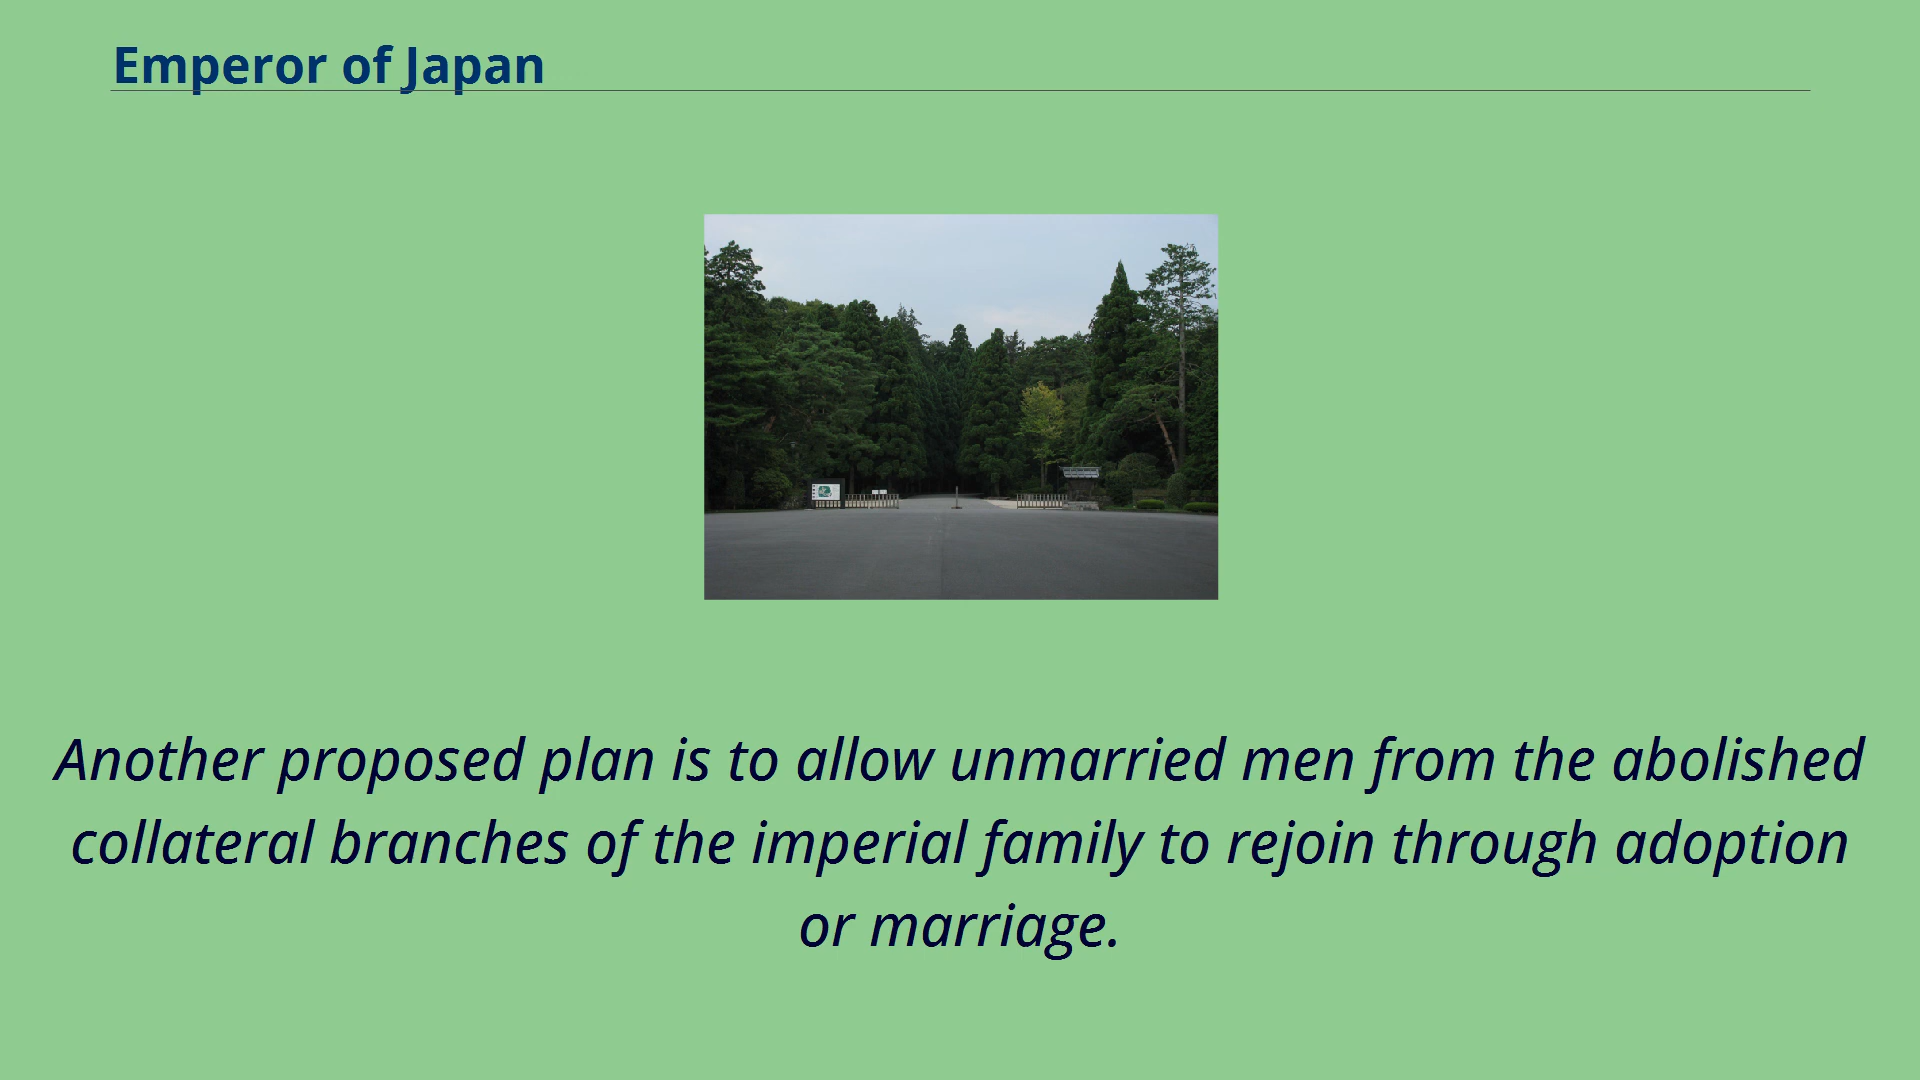 Emperor of Japan
Another proposed plan is to allow unmarried men from the abolished
collateral branches of the imperial family to rejoin through adoption
or marriage.